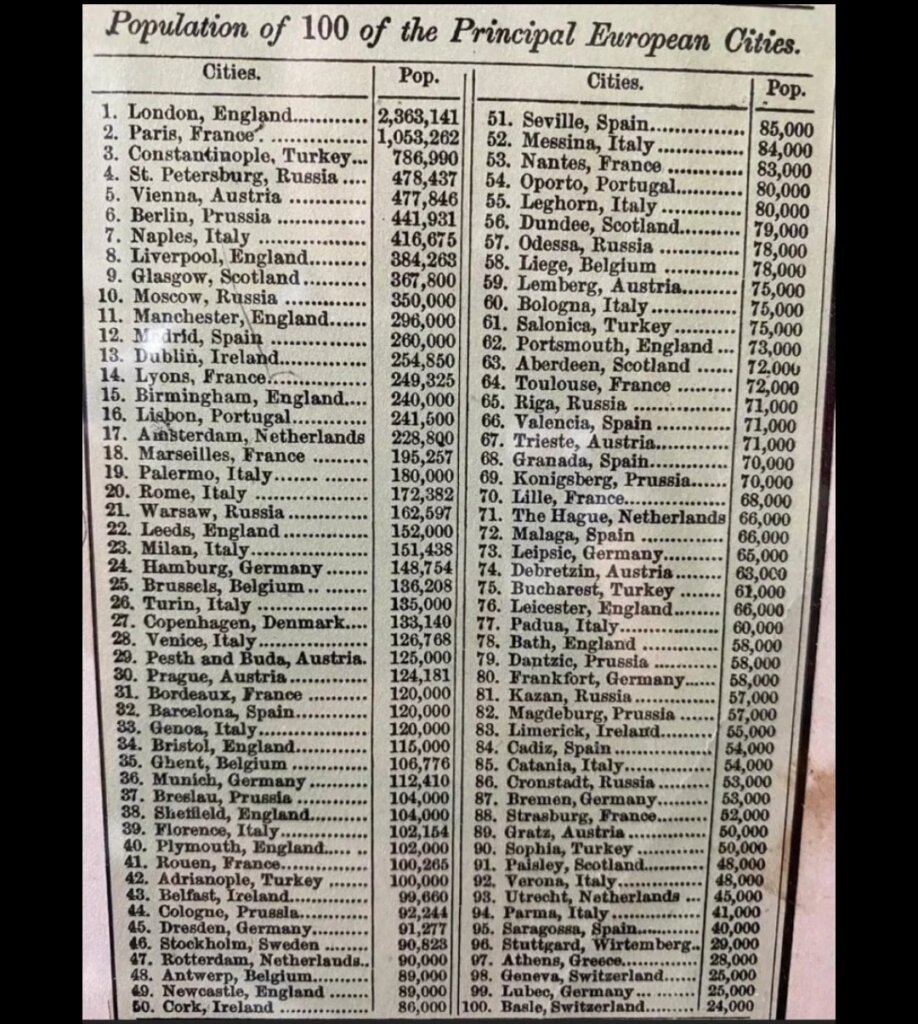 Population of 100 of the Principal European Cities.
Cities. Pop.
1. London, England............ 2,363,141
2. Paris, France ............... 1,053,262
3. Constantinople, Turkey... 786,990
4. St. Petersburg, Russia .... 478,437
5. Vienna, Austria ............ 477,846
6. Berlin, Prussia .............. 441,931
7. Naples, Italy ................ 416,675
8. Liverpool, England.......... 384,263
9. Glasgow, Scotland .......... 367,800
10. Moscow, Russia ............ 350,000
11. Manchester, England...... 296,000
12. Madrid, Spain .............. 260,000
13. Dublin, Ireland............. 254,850
14. Lyons, France............... 249,325
15. Birmingham, England.... 240,000
16. Lisbon, Portugal............ 241,500
17. Amsterdam, Netherlands 228,800
18. Marseilles, France ......... 195,257
19. Palermo, Italy....... ........ 180,000
20. Rome, Italy ................. 172,382
21. Warsaw, Russia ............ 162,597
22. Leeds, England ............. 152,000
23. Milan, Italy.................. 151,438
24. Hamburg, Germany ....... 148,754
25. Brussels, Belgium .. ....... 136,208
26. Turin, Italy ................. 135,000
27. Copenhagen, Denmark.... 133,140
28. Venice, Italy................. 126,768
29. Pesth and Buda, Austria. 125,000
30. Prague, Austria ............ 124,181
31. Bordeaux, France .......... 120,000
32. Barcelona, Spain........... 120,000
33. Genoa, Italy................. 120,000
34. Bristol, England............ 115,000
35. Ghent, Belgium ............ 106,776
36. Munich, Germany ......... 112,410
37. Breslau, Prussia ........... 104,000
38. Sheffield, England.......... 104,000
39. Florence, Italy.............. 102,154
40. Plymouth, England..... .. 102,000
41. Rouen, France.............. 100,265
42. Adrianople, Turkey ....... 100,000
43. Belfast, Ireland............. 99,660
44. Cologne, Prussia............ 92,244
45. Dresden, Germany......... 91,277
46. Stockholm, Sweden ........ 90,823
47. Rotterdam, Netherlands.. 90,000
48. Antwerp, Belgium.......... 89,000
49. Newcastle, England ....... 89,000
50. Cork, Ireland ............... 86,000
Cities. Pop.
51. Seville, Spain............... 85,000
52. Messina, Italy .............. 84,000
53. Nantes, France ............. 83,000
54. Oporto, Portugal............ 80,000
55. Leghorn, Italy .............. 80,000
56. Dundee, Scotland........... 79,000
57. Odessa, Russia ............. 78,000
58. Liege, Belgium ............. 78,000
59. Lemberg, Austria........... 75,000
60. Bologna, Italy............... 75,000
61. Salonica, Turkey........... 75,000
62. Portsmouth, England ... 73,000
63. Aberdeen, Scotland ...... 72,000
64. Toulouse, France .......... 72,000
65. Riga, Russia ................ 71,000
66. Valencia, Spain ............ 71,000
67. Trieste, Austria............. 71,000
68. Granada, Spain............. 70,000
69. Konigsberg, Prussia...... 70,000
70. Lille, France................. 68,000
71. The Hague, Netherlands 66,000
72. Malaga, Spain .............. 66,000
73. Leipsic, Germany.......... 65,000
74. Debretzin, Austria........ 63,000
75. Bucharest, Turkey ....... 61,000
76. Leicester, England........ 66,000
77. Padua, Italy................. 60,000
78. Bath, England ............. 58,000
79. Dantzic, Prussia ........... 58,000
80. Frankfort, Germany...... 58,000
81. Kazan, Russia .............. 57,000
82. Magdeburg, Prussia ...... 57,000
83. Limerick, Ireland.......... 55,000
84. Cadiz, Spain ................ 54,000
85. Catania, Italy............... 54,000
86. Cronstadt, Russia ......... 53,000
87. Bremen, Germany......... 53,000
88. Strasburg, France.......... 52,000
89. Gratz, Austria .............. 50,000
90. Sophia, Turkey ............ 50,000
91. Paisley, Scotland.......... 48,000
92. Verona, Italy................ 48,000
93. Utrecht, Netherlands ... 45,000
94. Parma, Italy................. 41,000
95. Saragossa, Spain........... 40,000
96. Stuttgard, Wirtemberg.. 29,000
97. Athens, Greece............. 28,000
98. Geneva, Switzerland...... 25,000
99. Lubec, Germany... ........ 25,000
100. Basle, Switzerland........ 24,000